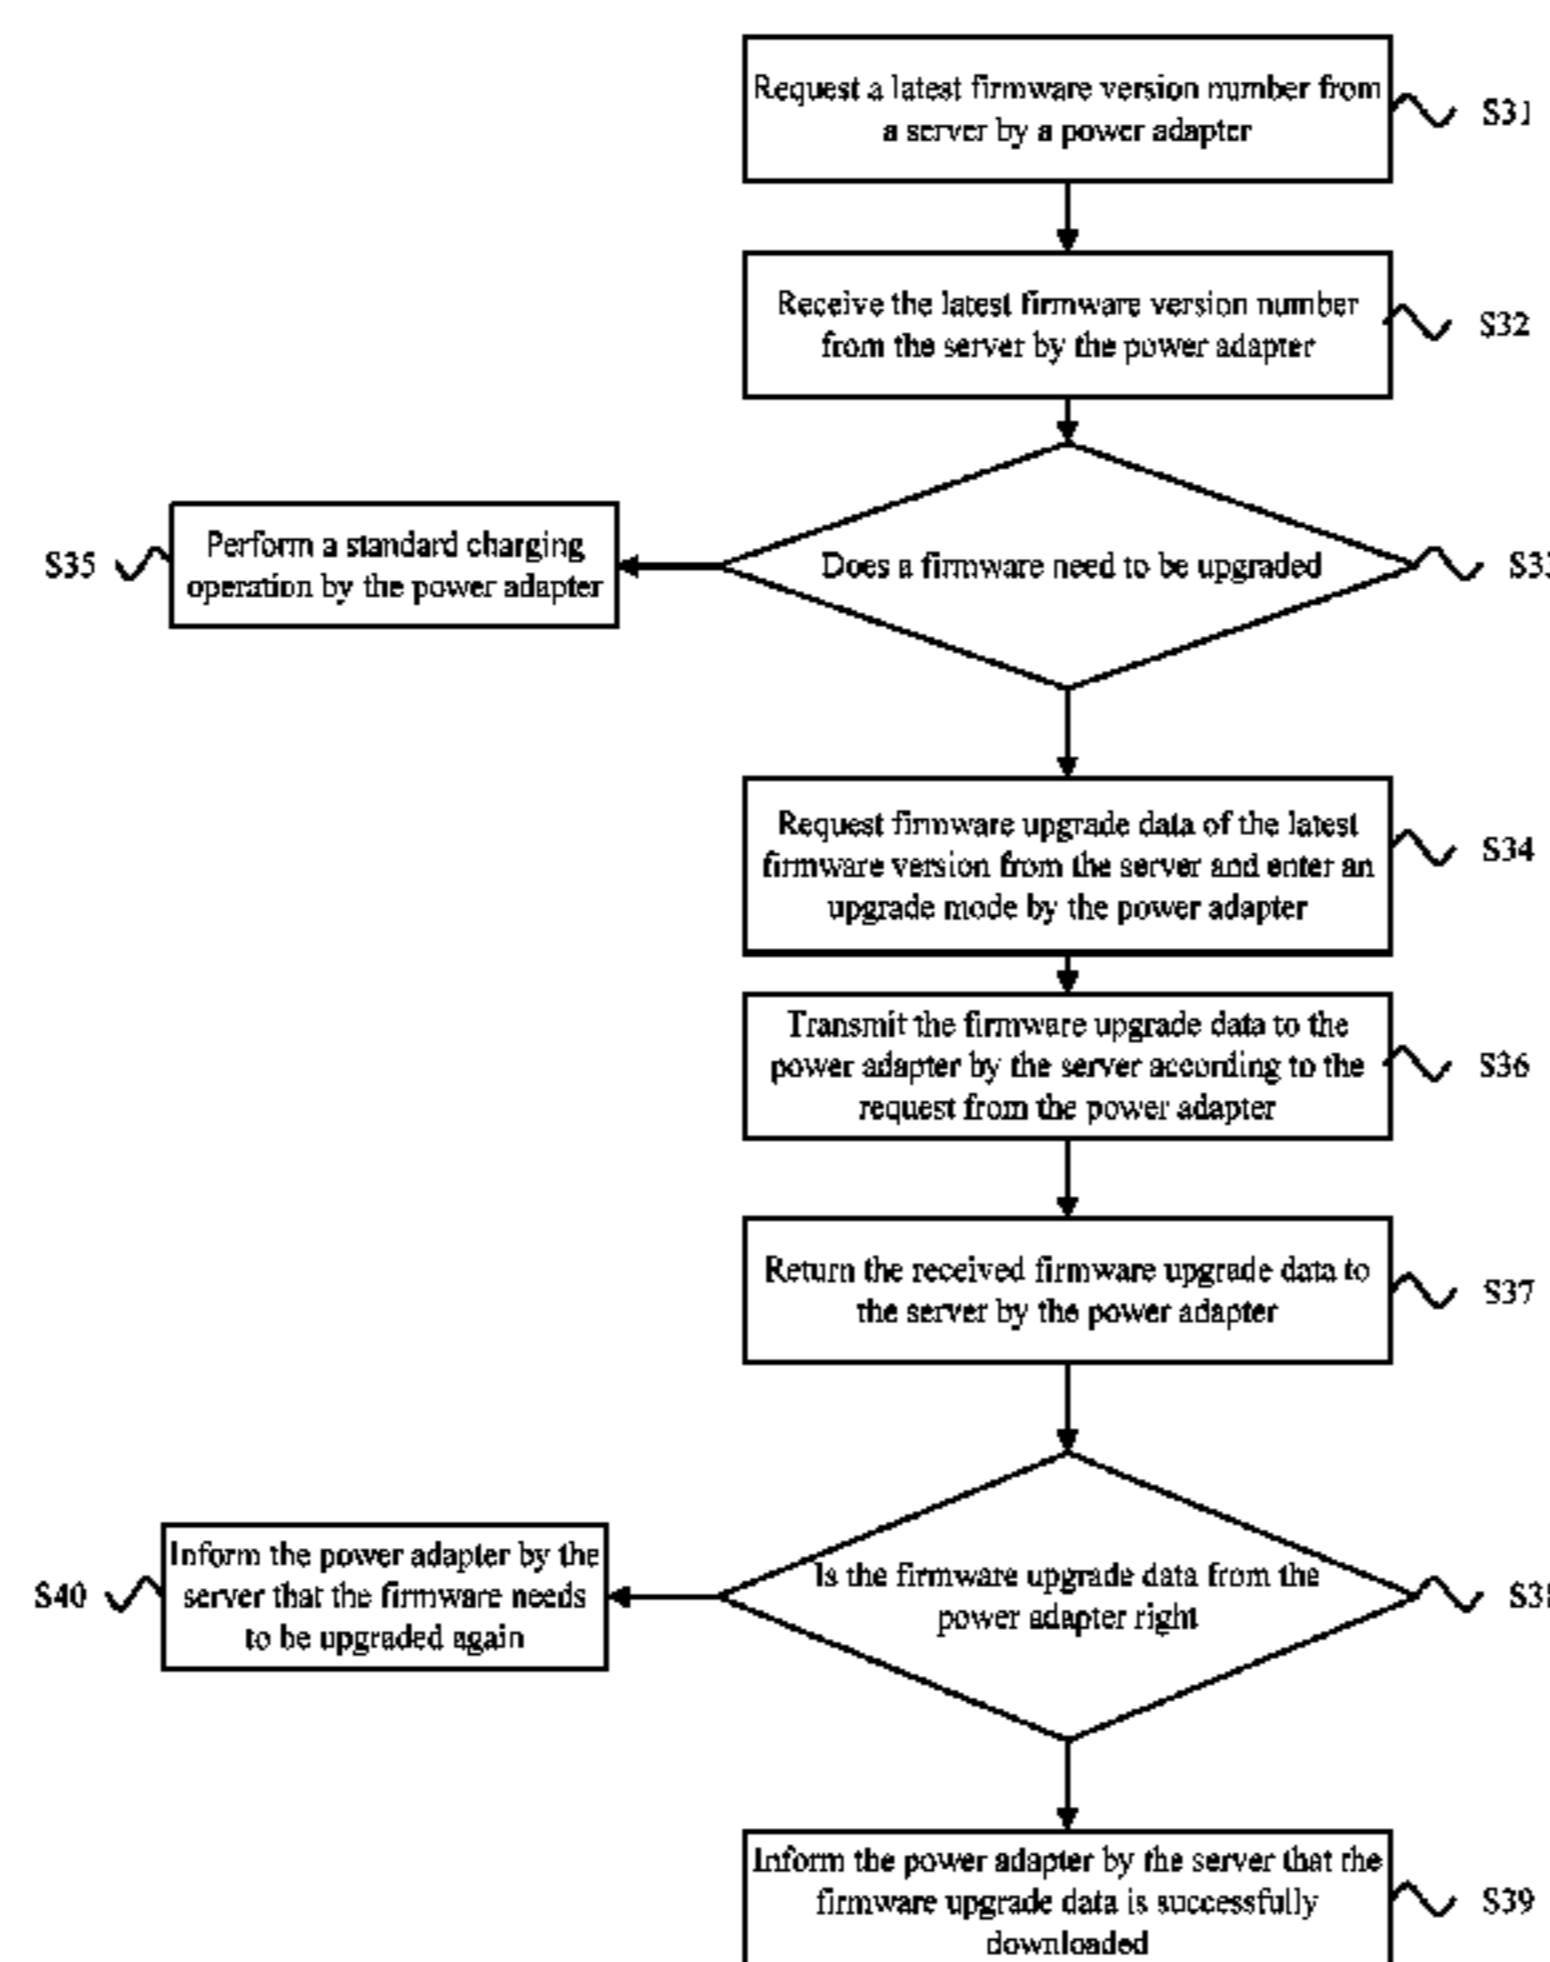 Request a latest firmware version number from
a server by a power adapter
S31
Receive the latest firmware version number
from the server by the power adapter
S32
Does a firmware need to be upgraded
S33
S35
Perform a standard charging
operation by the power adapter
Request firmware upgrade data of the latest
firmware version from the server and enter an
upgrade mode by the power adapter
S34
Transmit the firmware upgrade data to the
power adapter by the server according to the
request from the power adapter
S36
Return the received firmware upgrade data to
the server by the power adapter
S37
Is the firmware upgrade data from the
power adapter right
S38
S40
Inform the power adapter by the
server that the firmware needs
to be upgraded again
Inform the power adapter by the server that the
firmware upgrade data is successfully
downloaded
S39